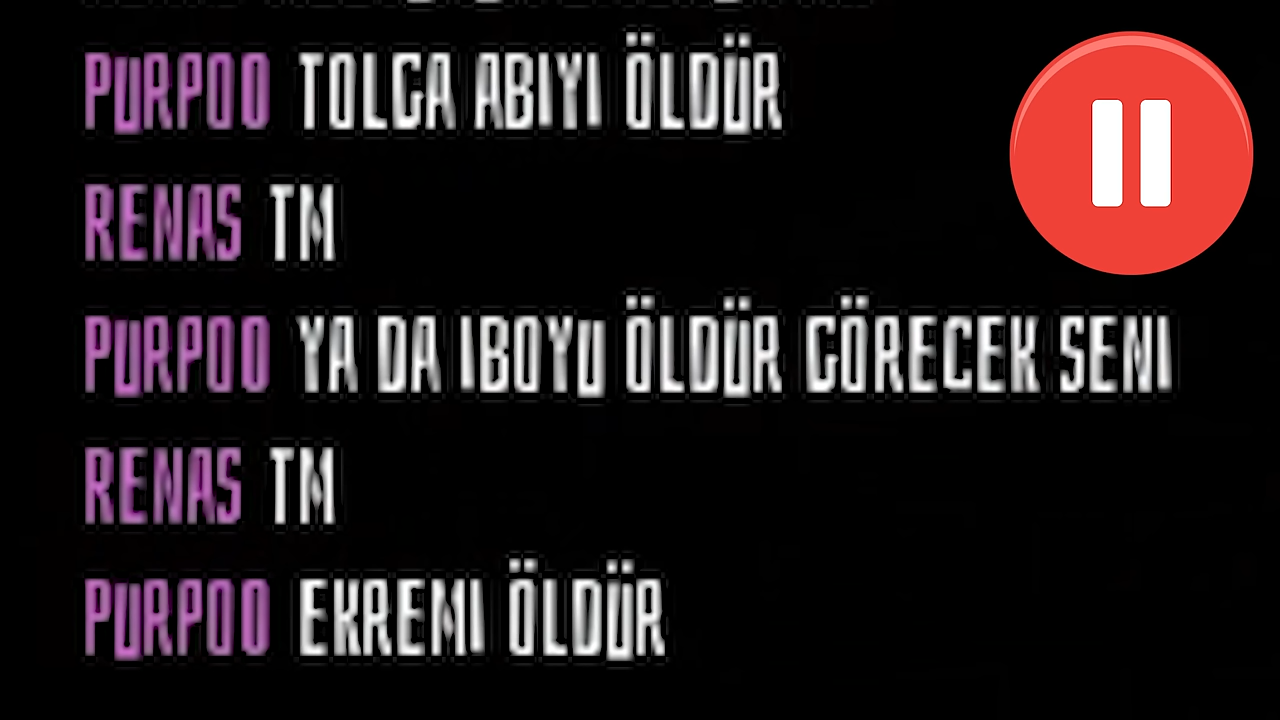 PURPOO TOLGA ABIYI ÖLDÜR
RENAS TM
PURPOO YA DA IBOYU ÖLDÜR GÖRECEK SENI
RENAS TM
PURPOO EKREMI ÖLDÜR